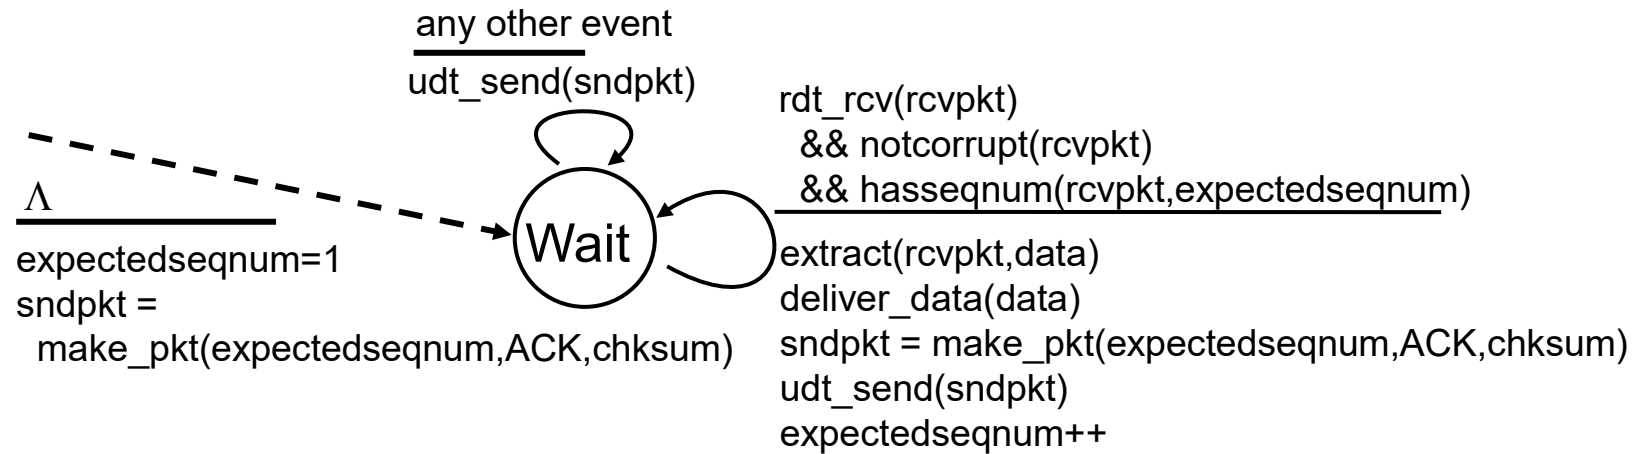 any other event
udt_send(sndpkt)
rdt_rcv(rcvpkt)
&& notcorrupt(rcvpkt)
&& hasseqnum(rcvpkt,expectedseqnum)
Λ
Wait
expectedseqnum=1
sndpkt =
make_pkt(expectedseqnum,ACK,chksum)
extract(rcvpkt,data)
deliver_data(data)
sndpkt = make_pkt(expectedseqnum,ACK,chksum)
udt_send(sndpkt)
expectedseqnum++